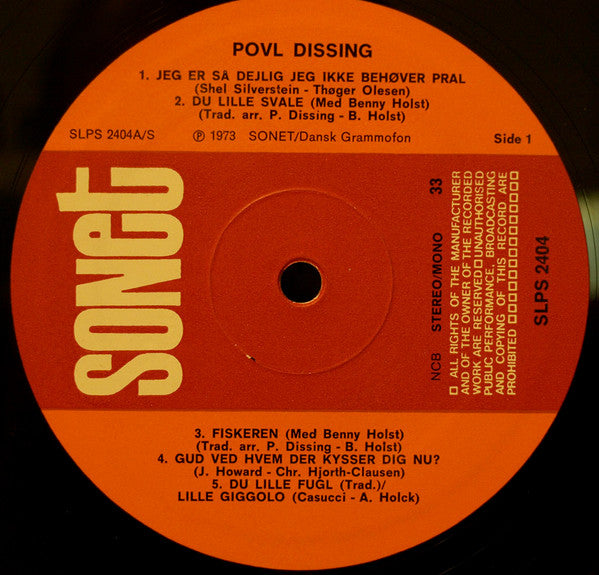 POVL DISSING
1. JEG ER SÅ DEJLIG JEG IKKE BEHØVER PRAL
(Shel Silverstein - Thøger Olesen)
2. DU LILLE SVALE (Med Benny Holst)
(Trad. arr. P. Dissing - B. Holst)
SLPS 2404A/S
Ⓟ 1973 SONET/Dansk Grammofon
Side 1
sonet
NCB STEREO/MONO 33
□ ALL RIGHTS OF THE MANUFACTURER
AND OF THE OWNER OF THE RECORDED
WORK ARE RESERVED □ UNAUTHORISED
PUBLIC PERFORMANCE, BROADCASTING
AND COPYING OF THIS RECORD ARE
PROHIBITED □□□□□□□□□□□□
SLPS 2404
3. FISKEREN (Med Benny Holst)
(Trad. arr. P. Dissing - B. Holst)
4. GUD VED HVEM DER KYSSER DIG NU?
(J. Howard - Chr. Hjorth-Clausen)
5. DU LILLE FUGL (Trad.)/
LILLE GIGGOLO (Casucci - A. Holck)